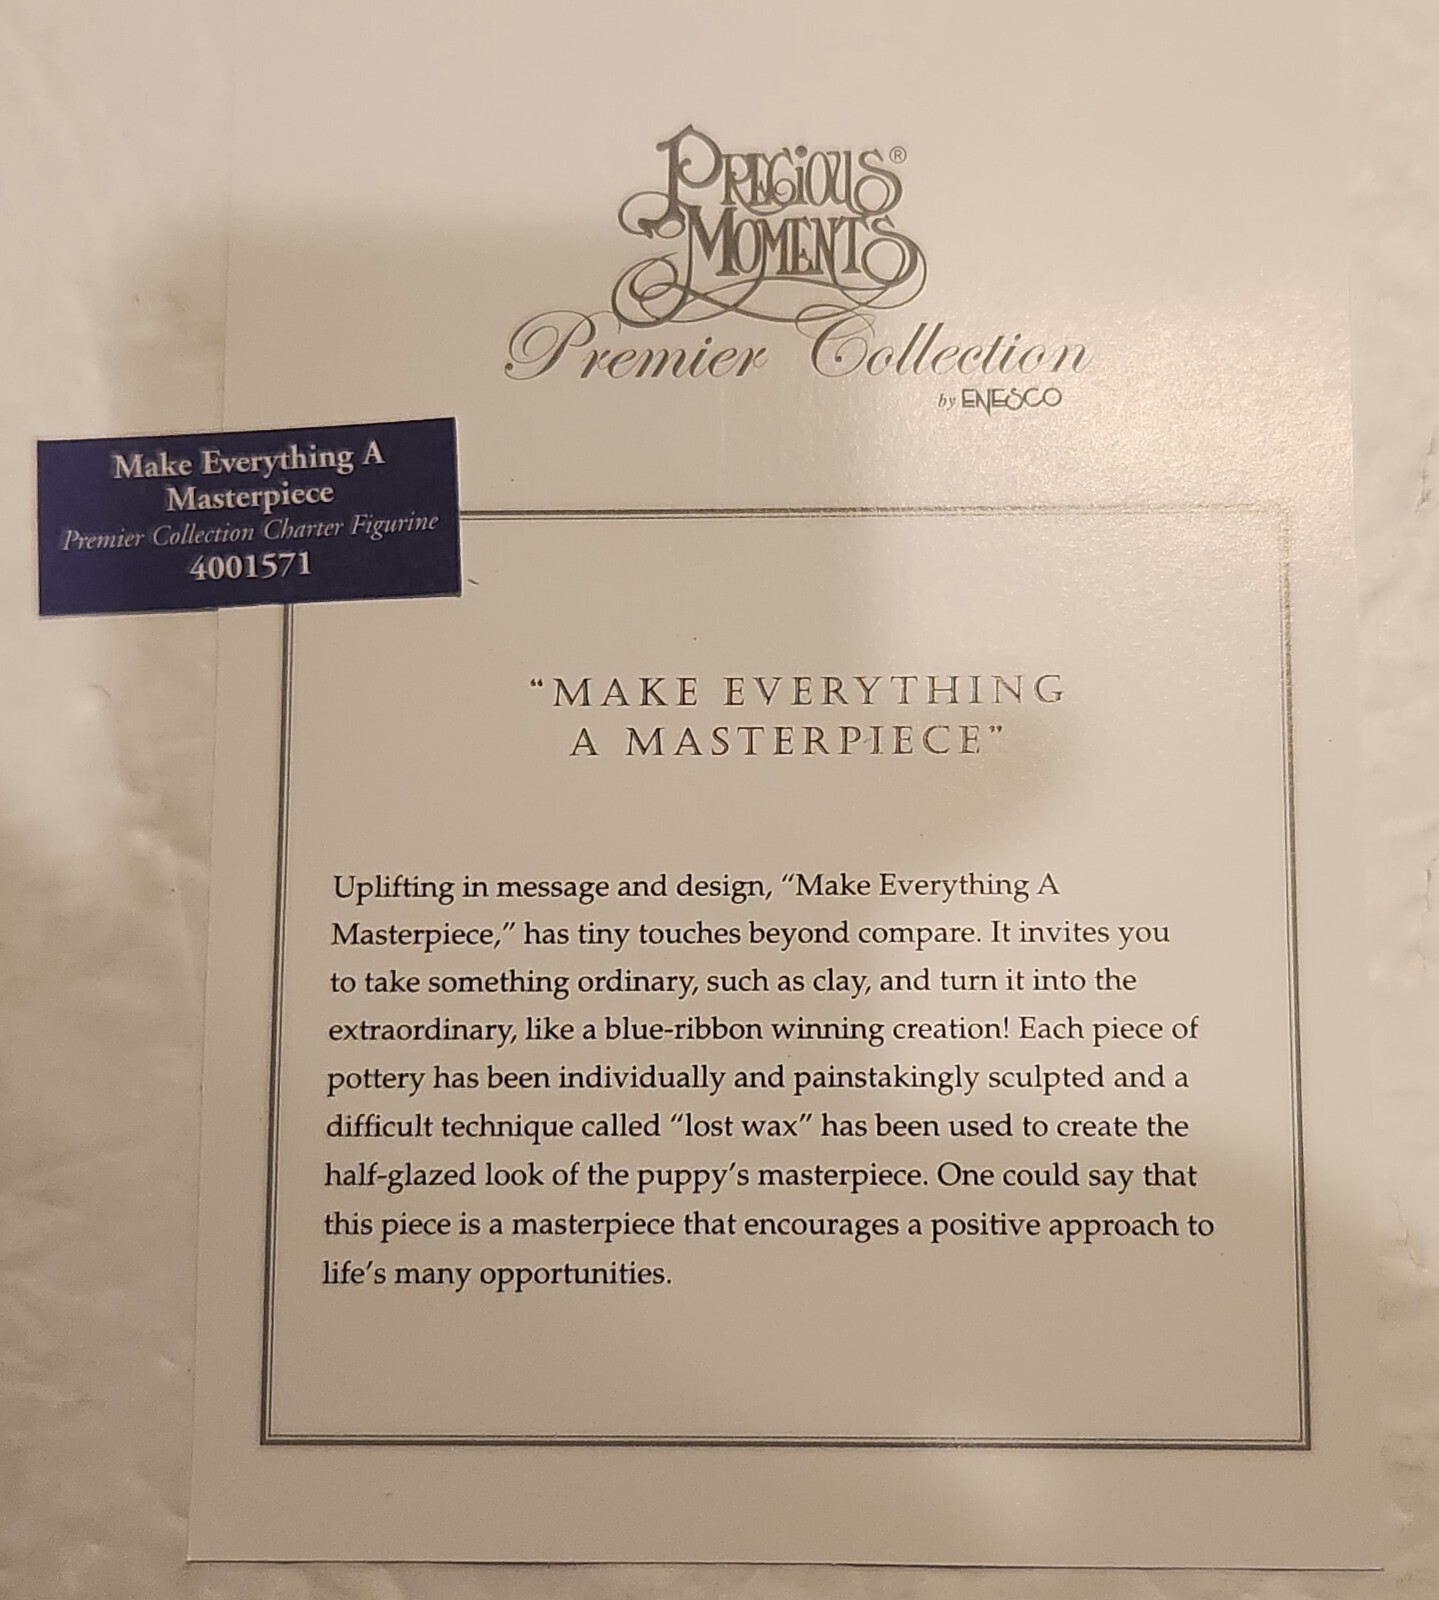 PRECIOUS®
MOMENTS
Premier Collection
by ENESCO
Make Everything A
Masterpiece
Premier Collection Charter Figurine
4001571
“MAKE EVERYTHING
A MASTERPIECE”
Uplifting in message and design, “Make Everything A
Masterpiece,” has tiny touches beyond compare. It invites you
to take something ordinary, such as clay, and turn it into the
extraordinary, like a blue-ribbon winning creation! Each piece of
pottery has been individually and painstakingly sculpted and a
difficult technique called “lost wax” has been used to create the
half-glazed look of the puppy’s masterpiece. One could say that
this piece is a masterpiece that encourages a positive approach to
life’s many opportunities.